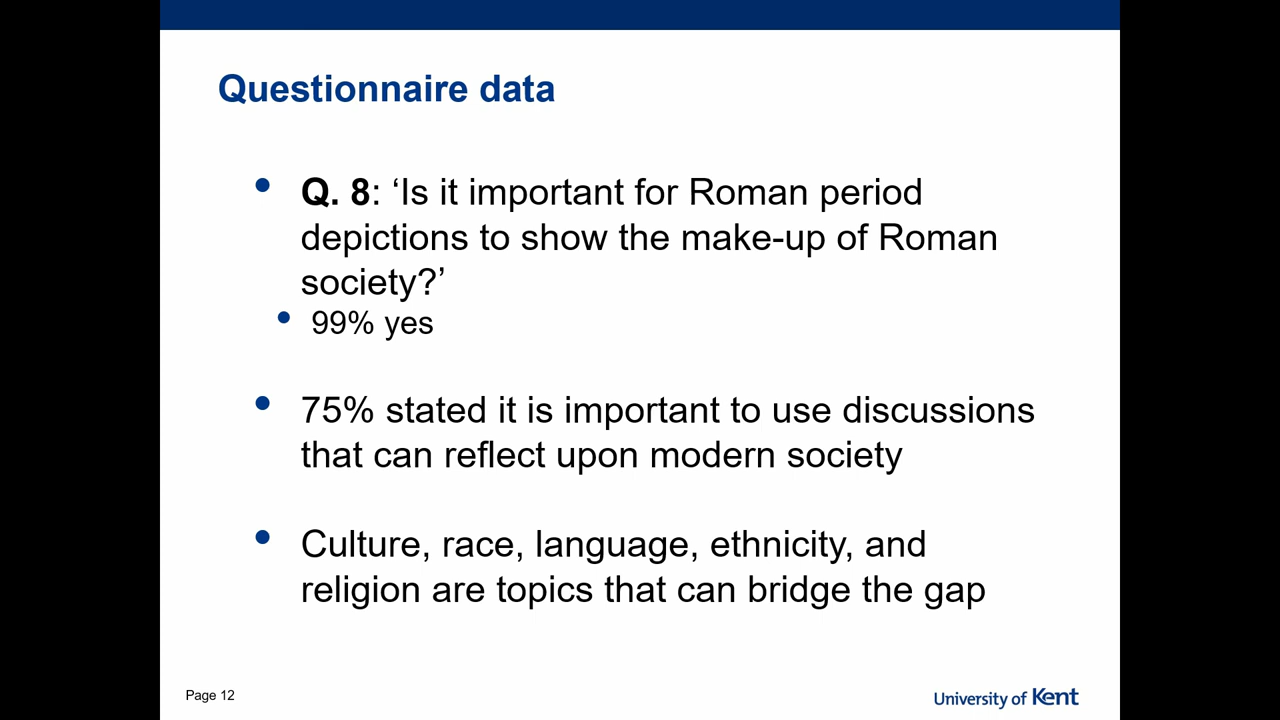 Questionnaire data
• Q. 8: ‘Is it important for Roman period
depictions to show the make-up of Roman
society?’
• 99% yes
• 75% stated it is important to use discussions
that can reflect upon modern society
• Culture, race, language, ethnicity, and
religion are topics that can bridge the gap
Page 12
University of Kent